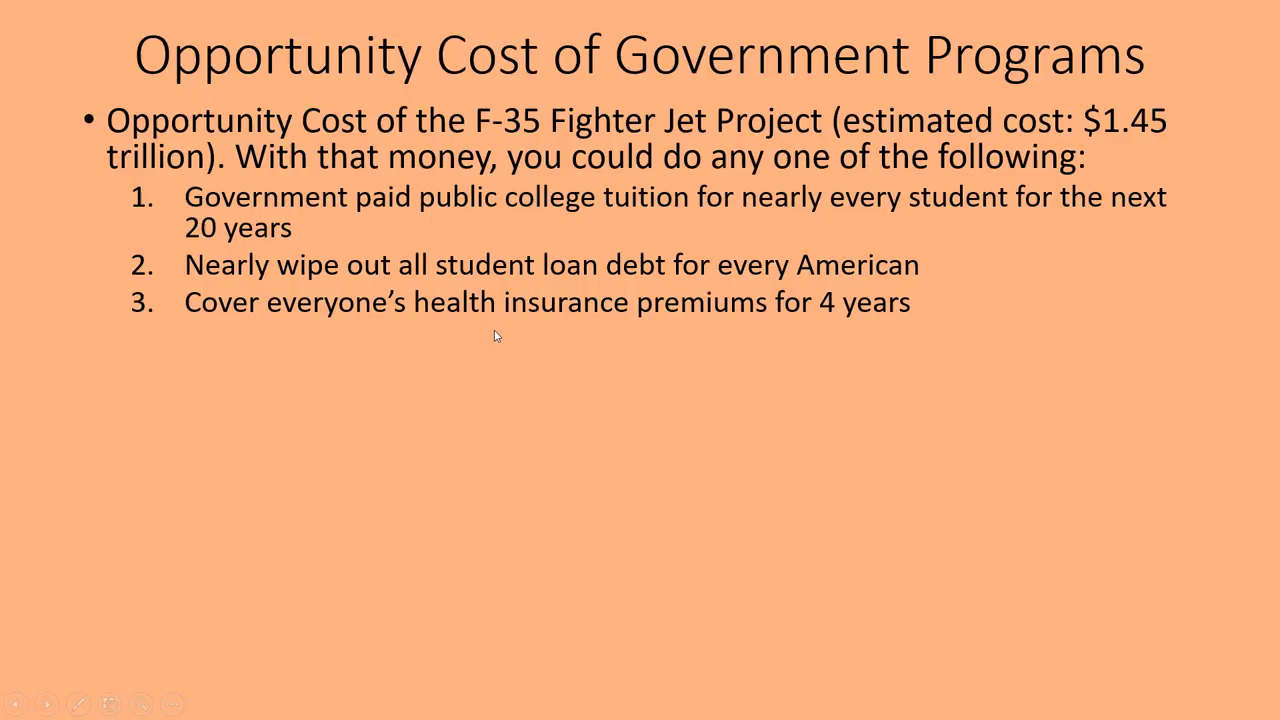 Opportunity Cost of Government Programs
• Opportunity Cost of the F-35 Fighter Jet Project (estimated cost: $1.45
trillion). With that money, you could do any one of the following:
1. Government paid public college tuition for nearly every student for the next
20 years
2. Nearly wipe out all student loan debt for every American
3. Cover everyone’s health insurance premiums for 4 years